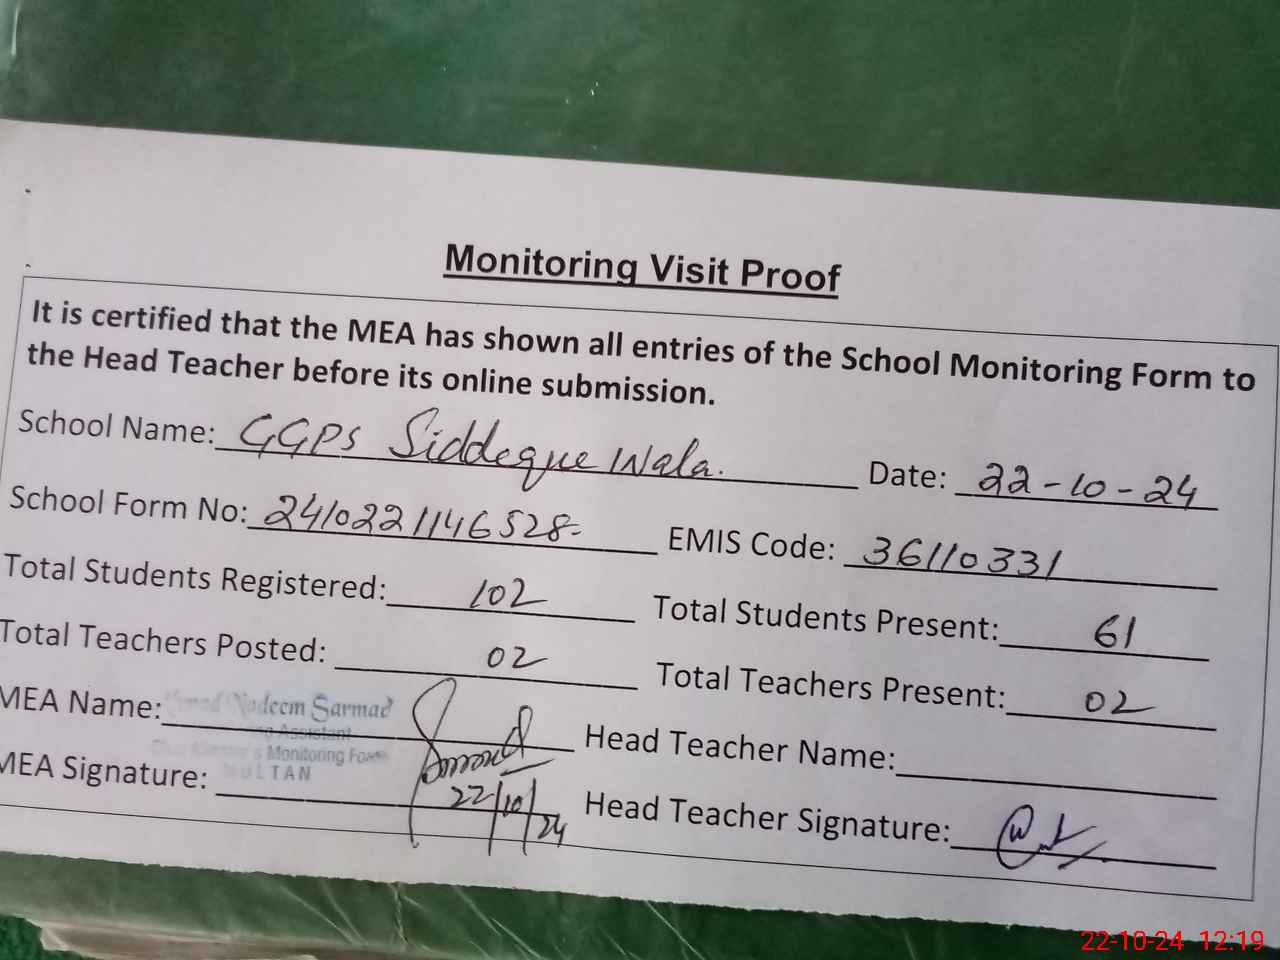 Monitoring Visit Proof
It is certified that the MEA has shown all entries of the School Monitoring Form to
the Head Teacher before its online submission.
School Name: GGPS Siddeque Wala. Date: 22-10-24
School Form No: 2410221146528- EMIS Code: 36110331
Total Students Registered: 102 Total Students Present: 61
Total Teachers Posted: 02 Total Teachers Present: 02
MEA Name: Nadeem Sarmad Head Teacher Name:
Assistant
Monitoring Force
MULTAN
MEA Signature: 22/10/24 Head Teacher Signature:
22-10-24 12:19